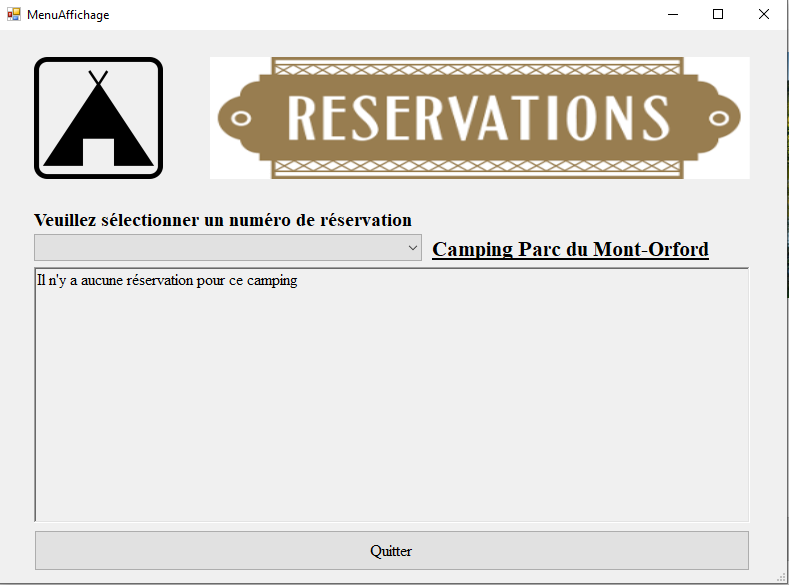 MenuAffichage
RESERVATIONS
Veuillez sélectionner un numéro de réservation
Camping Parc du Mont-Orford
Il n'y a aucune réservation pour ce camping
Quitter